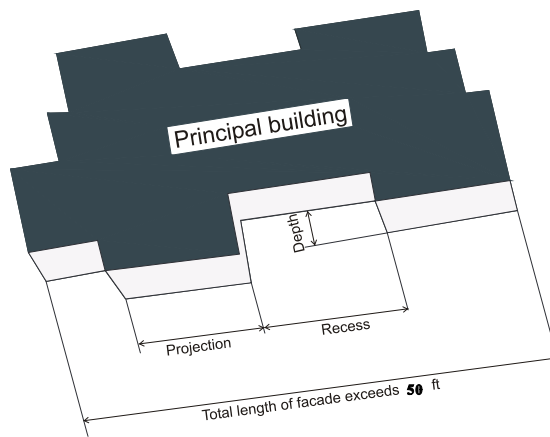 Principal building
Depth
Recess
Projection
Total length of facade exceeds 50 ft